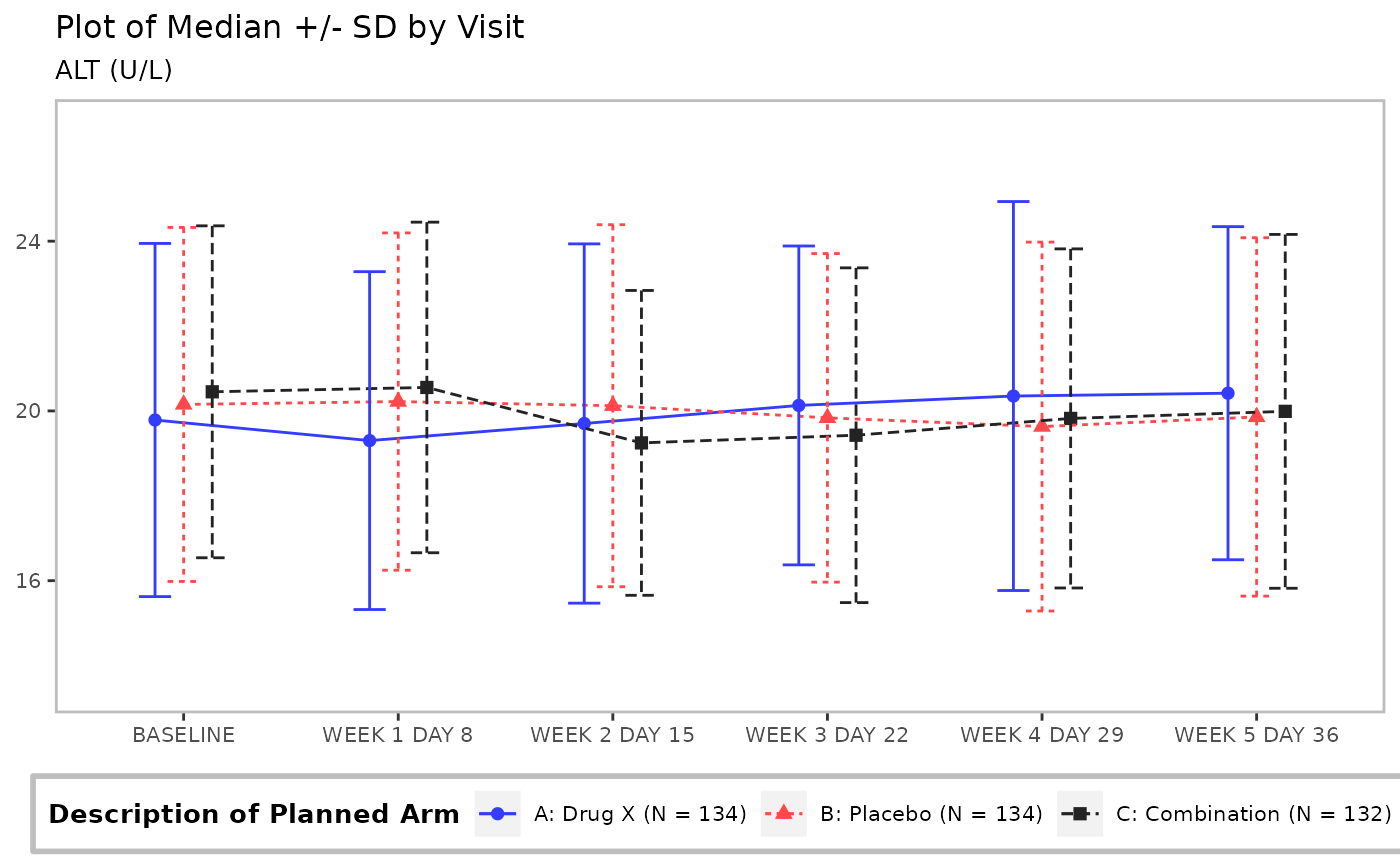 Plot of Median +/- SD by Visit
ALT (U/L)
24
20
16
BASELINE WEEK 1 DAY 8 WEEK 2 DAY 15 WEEK 3 DAY 22 WEEK 4 DAY 29 WEEK 5 DAY 36
Description of Planned Arm A: Drug X (N = 134) B: Placebo (N = 134) C: Combination (N = 132)